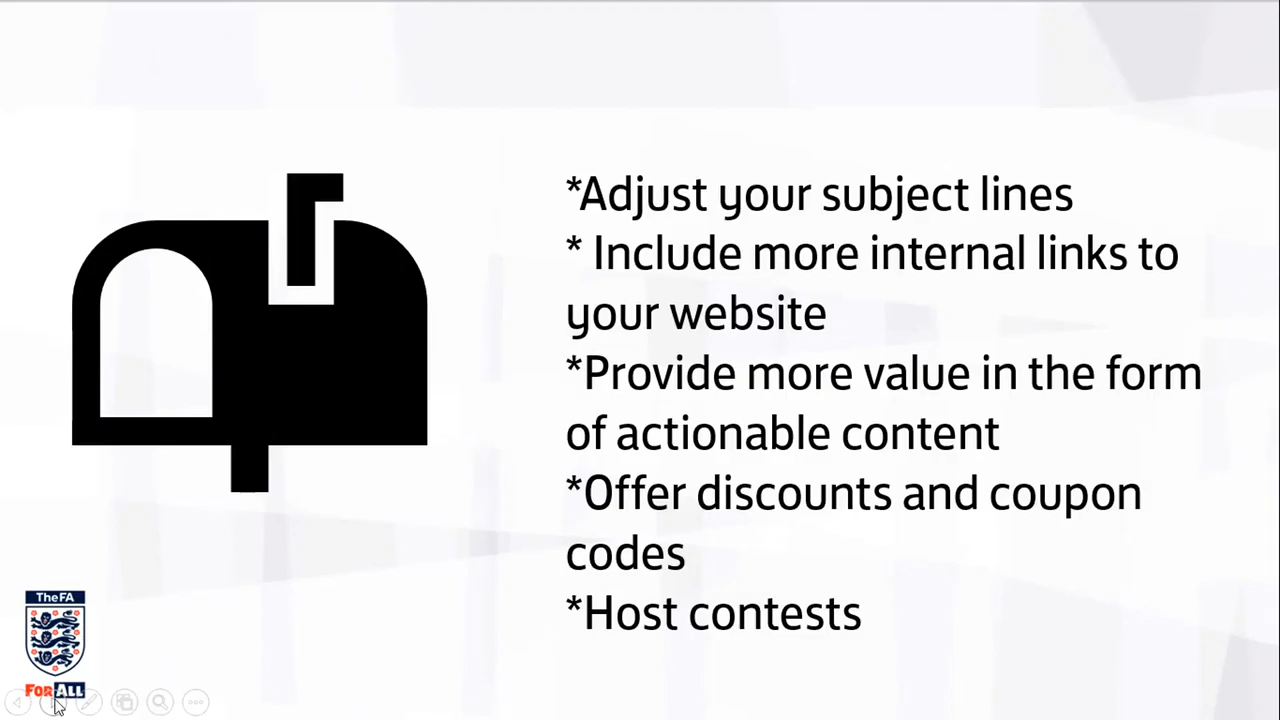 *Adjust your subject lines
* Include more internal links to
your website
*Provide more value in the form
of actionable content
*Offer discounts and coupon
codes
*Host contests
TheFA
FOR ALL